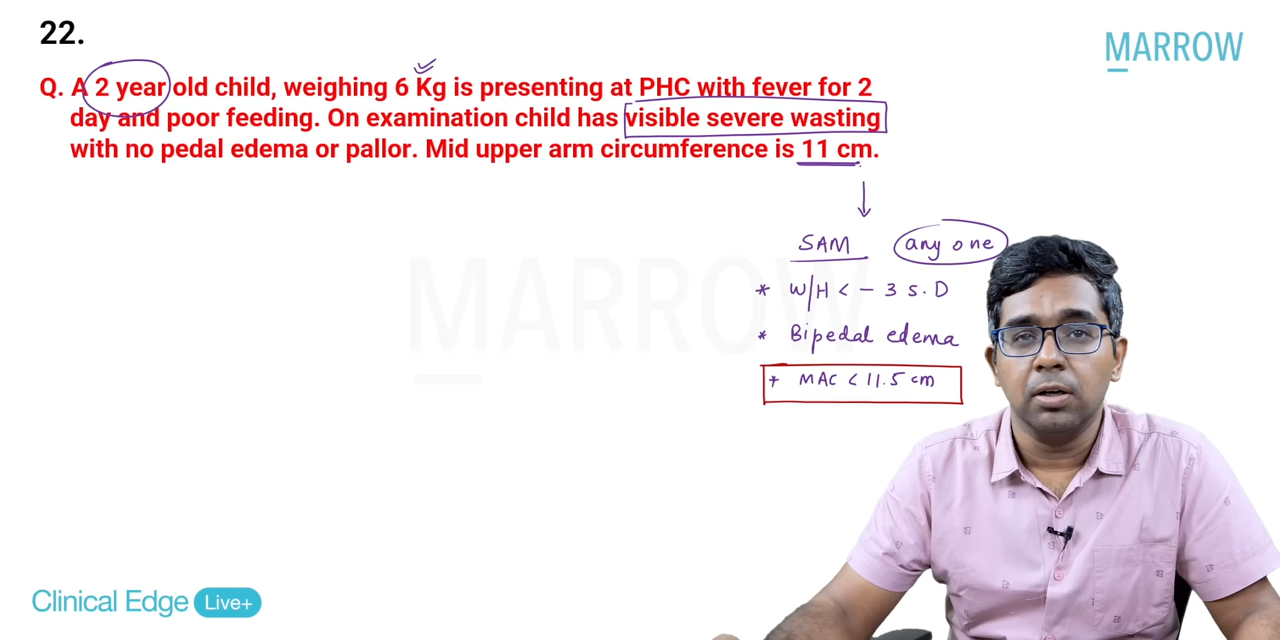 22.
MARROW
Q. A 2 year old child, weighing 6 Kg is presenting at PHC with fever for 2
day and poor feeding. On examination child has visible severe wasting
with no pedal edema or pallor. Mid upper arm circumference is 11 cm.
SAM any one
* W/H < - 3 S.D
* Bipedal edema
* MAC < 11.5 cm
MARROW
Clinical Edge Live+